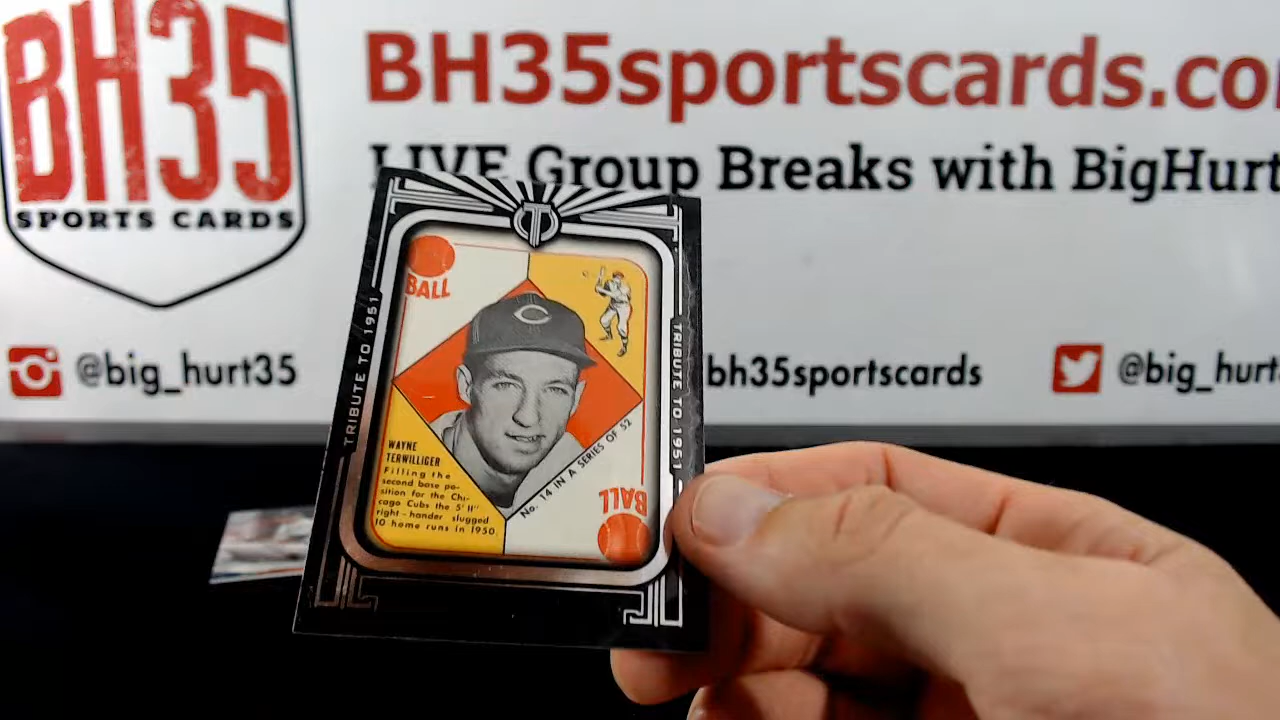 BH35
SPORTS CARDS
BH35sportscards.co
LIVE Group Breaks with BigHurt
@big_hurt35
bh35sportscards
@big_hurt
TRIBUTE TO 1951
TRIBUTE TO 1951
T
BALL
C
WAYNE
TERWILLIGER
Filling the
second base po-
sition for the Chi-
cago Cubs the 5' 11"
right-hander slugged
10 home runs in 1950.
No. 14 IN A SERIES OF 52
BALL